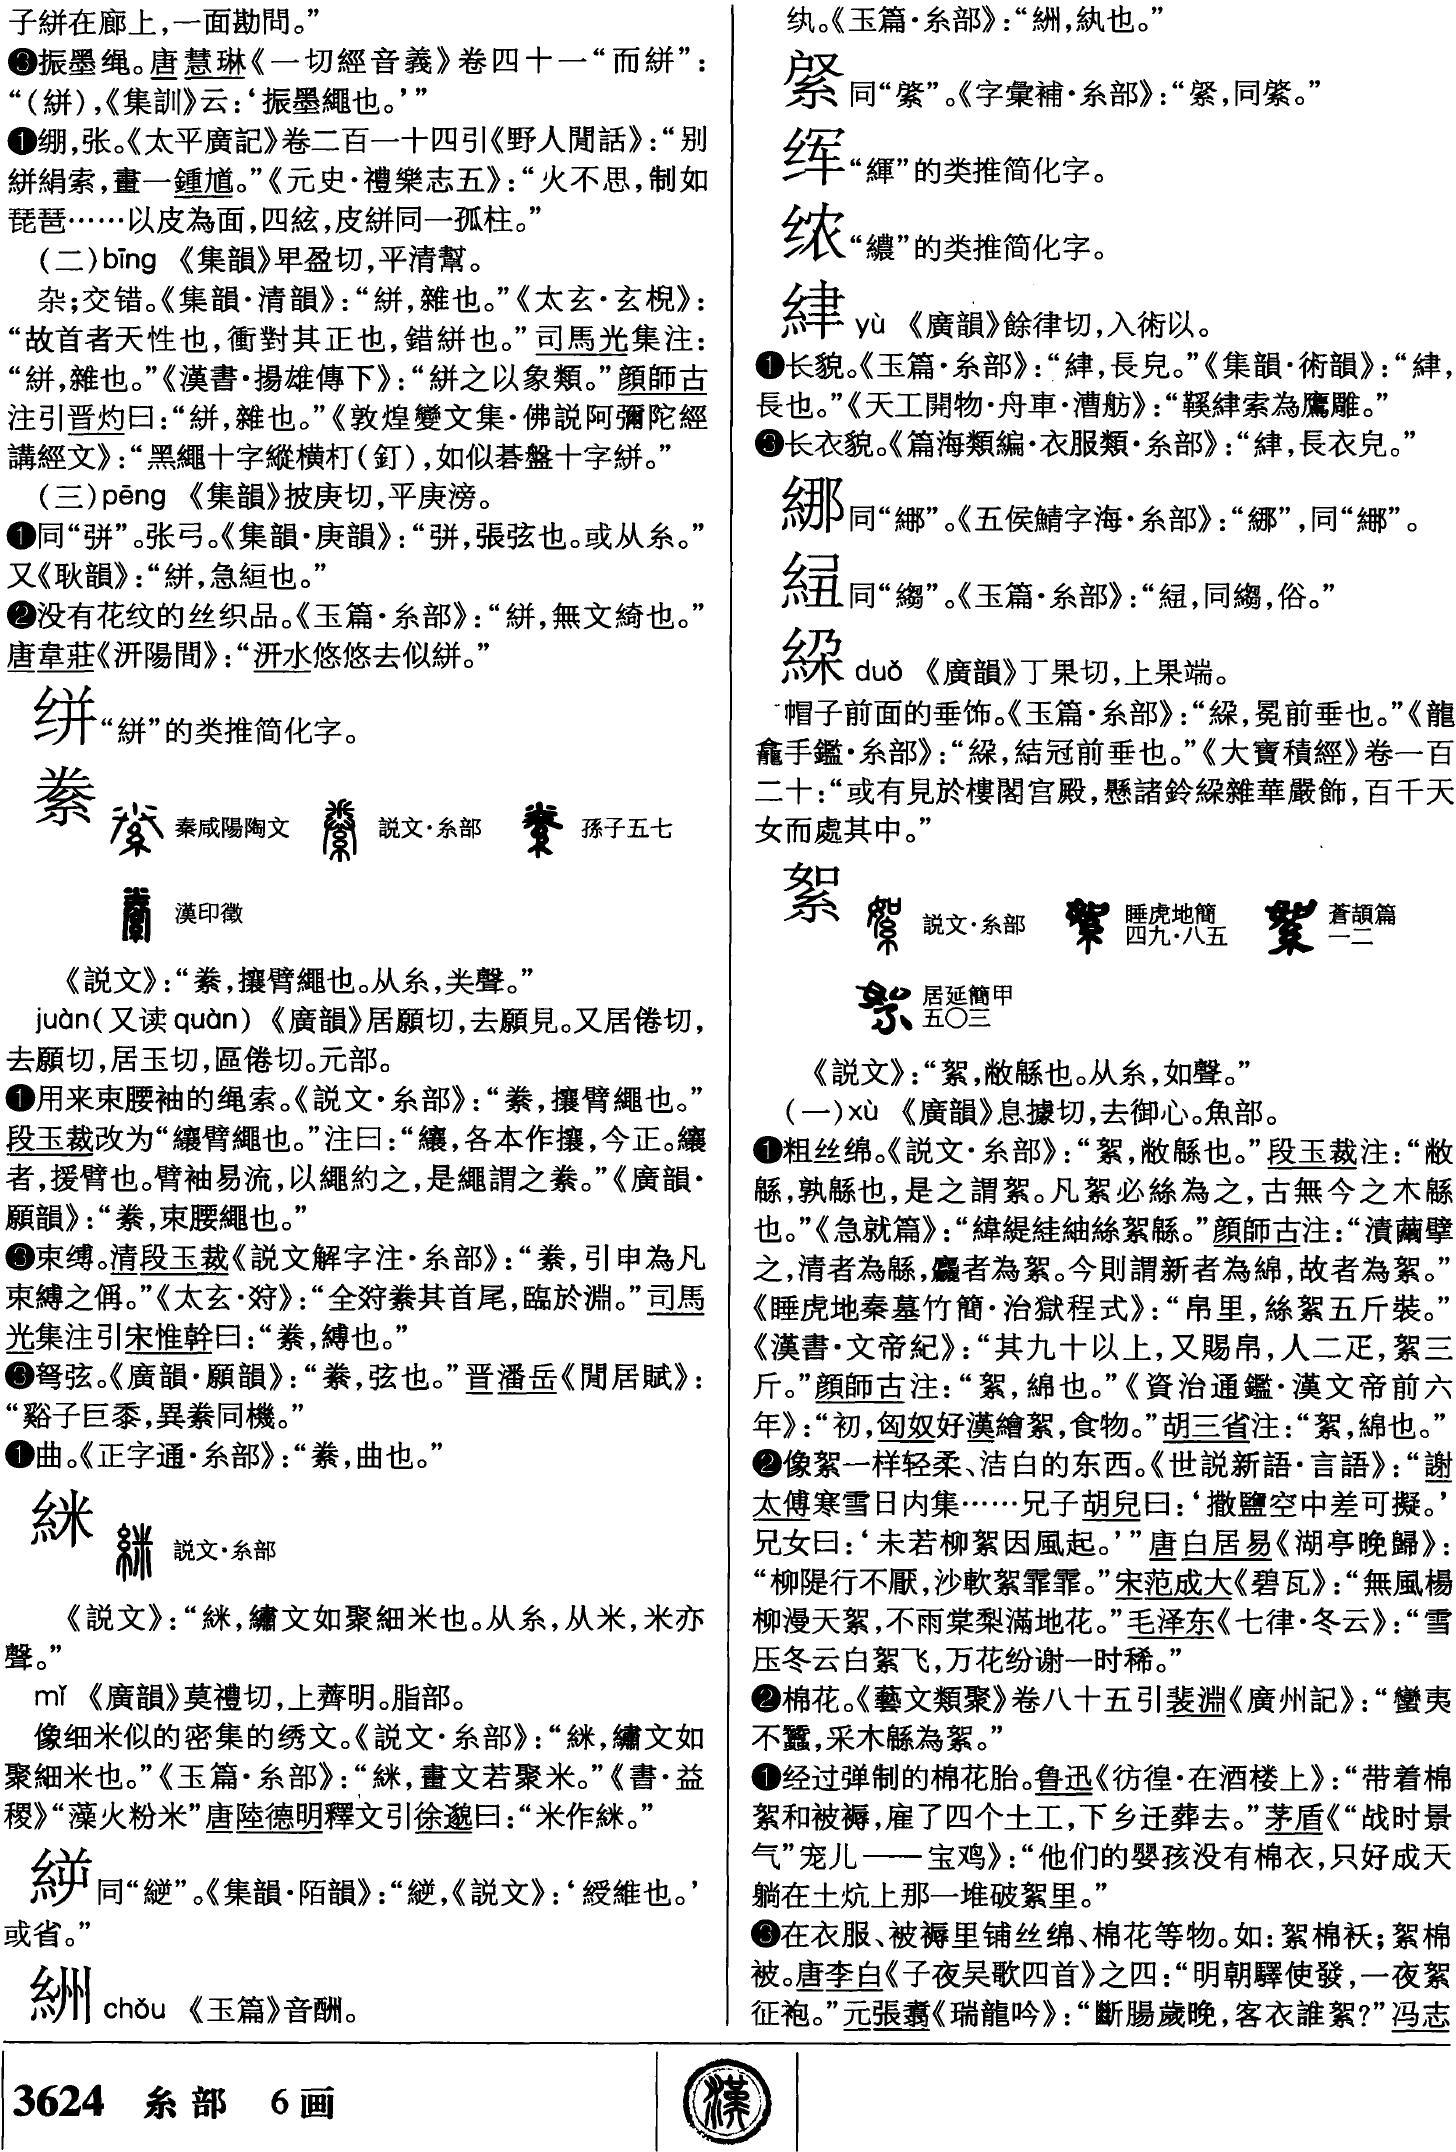 子絣在廊上，一面勘問。”
❸振墨绳。唐慧琳《一切經音義》卷四十一“而絣”：
“(絣)，《集訓》云：‘振墨繩也。’”
❶绷，张。《太平廣記》卷二百一十四引《野人閒話》：“别
絣絹索，畫一鍾馗。”《元史·禮樂志五》：“火不思，制如
琵琶……以皮為面，四絃，皮絣同一孤柱。”
(二)bīng 《集韻》卑盈切，平清幫。
杂；交错。《集韻·清韻》：“絣，雜也。”《太玄·玄棿》：
“故首者天性也，衝對其正也，錯絣也。”司馬光集注：
“絣，雜也。”《漢書·揚雄傳下》：“絣之以象類。”顔師古
注引晋灼曰：“絣，雜也。”《敦煌變文集·佛説阿彌陀經
講經文》：“黑繩十字縱横朾(釘)，如似碁盤十字絣。”
(三)pēng 《集韻》披庚切，平庚滂。
❶同“弸”。张弓。《集韻·庚韻》：“弸，張弦也。或从糸。”
又《耿韻》：“絣，急絙也。”
❷没有花纹的丝织品。《玉篇·糸部》：“絣，無文綺也。”
唐韋莊《汧陽間》：“汧水悠悠去似絣。”
𬘫“絣”的类推简化字。
絭 秦咸陽陶文 説文·糸部 孫子五七
漢印徵
《説文》：“絭，攘臂繩也。从糸，𢍏聲。”
juàn(又读quàn) 《廣韻》居願切，去願見。又居倦切，
去願切，居玉切，區倦切。元部。
❶用来束腰袖的绳索。《説文·糸部》：“絭，攘臂繩也。”
段玉裁改为“纕臂繩也。”注曰：“纕，各本作攘，今正。纕
者，援臂也。臂袖易流，以繩約之，是繩謂之絭。”《廣韻·
願韻》：“絭，束腰繩也。”
❸束缚。清段玉裁《説文解字注·糸部》：“絭，引申為凡
束縛之偁。”《太玄·㝃》：“全㝃絭其首尾，臨於淵。”司馬
光集注引宋惟幹曰：“絭，縛也。”
❸弩弦。《廣韻·願韻》：“絭，弦也。”晋潘岳《閒居賦》：
“谿子巨黍，異絭同機。”
❶曲。《正字通·糸部》：“絭，曲也。”
絊 説文·糸部
《説文》：“絊，繡文如聚細米也。从糸，从米，米亦
聲。”
mǐ 《廣韻》莫禮切，上薺明。脂部。
像细米似的密集的绣文。《説文·糸部》：“絊，繡文如
聚細米也。”《玉篇·糸部》：“絊，畫文若聚米。”《書·益
稷》“藻火粉米”唐陸德明釋文引徐邈曰：“米作絊。”
縌同“縌”。《集韻·陌韻》：“縌，《説文》：‘綬維也。’
或省。”
絒 chǒu 《玉篇》音酬。
纨。《玉篇·糸部》：“絒，紈也。”
綮同“綮”。《字彙補·糸部》：“綮，同綮。”
𫄠“緷”的类推简化字。
𬘬“繷”的类推简化字。
䋖 yù 《廣韻》餘律切，入術以。
❶长貌。《玉篇·糸部》：“䋖，長皃。”《集韻·術韻》：“䋖，
長也。”《天工開物·舟車·漕舫》：“鞵䋖索為鷹雕。”
❸长衣貌。《篇海類編·衣服類·糸部》：“䋖，長衣皃。”
綁同“綁”。《五侯鯖字海·糸部》：“綁”，同“綁”。
䋘同“縐”。《玉篇·糸部》：“䋘，同縐，俗。”
綵 duǒ 《廣韻》丁果切，上果端。
帽子前面的垂饰。《玉篇·糸部》：“䋾，冕前垂也。”《龍
龕手鑑·糸部》：“䋾，結冠前垂也。”《大寶積經》卷一百
二十：“或有見於樓閣宫殿，懸諸鈴䋾雜華嚴飾，百千天
女而處其中。”
絮 説文·糸部 睡虎地簡四九·八五 蒼頡篇一二
居延簡甲五〇三
《説文》：“絮，敝緜也。从糸，如聲。”
(一)xù 《廣韻》息據切，去御心。魚部。
❶粗丝绵。《説文·糸部》：“絮，敝緜也。”段玉裁注：“敝
緜，孰緜也，是之謂絮。凡絮必絲為之，古無今之木緜
也。”《急就篇》：“絳緹絓紬絲絮緜。”顔師古注：“漬繭擘
之，清者為緜，麤者為絮。今則謂新者為綿，故者為絮。”
《睡虎地秦墓竹簡·治獄程式》：“帛里，絲絮五斤裝。”
《漢書·文帝紀》：“其九十以上，又賜帛，人二疋，絮三
斤。”顔師古注：“絮，綿也。”《資治通鑑·漢文帝前六
年》：“初，匈奴好漢繒絮，食物。”胡三省注：“絮，綿也。”
❷像絮一样轻柔、洁白的东西。《世説新語·言語》：“謝
太傅寒雪日内集……兄子胡兒曰：‘撒鹽空中差可擬。’
兄女曰：‘未若柳絮因風起。’”唐白居易《湖亭晚歸》：
“柳隄行不厭，沙軟絮霏霏。”宋范成大《碧瓦》：“無風楊
柳漫天絮，不雨棠梨滿地花。”毛泽东《七律·冬云》：“雪
压冬云白絮飞，万花纷谢一时稀。”
❷棉花。《藝文類聚》卷八十五引裴淵《廣州記》：“蠻夷
不蠶，采木緜為絮。”
❶经过弹制的棉花胎。鲁迅《彷徨·在酒楼上》：“带着棉
絮和被褥，雇了四个土工，下乡迁葬去。”茅盾《“战时景
气”宠儿——宝鸡》：“他们的婴孩没有棉衣，只好成天
躺在土炕上那一堆破絮里。”
❸在衣服、被褥里铺丝绵、棉花等物。如：絮棉袄；絮棉
被。唐李白《子夜吴歌四首》之四：“明朝驛使發，一夜絮
征袍。”元張翥《瑞龍吟》：“斷腸歲晚，客衣誰絮？”冯志
3624 糸部 6画
漢